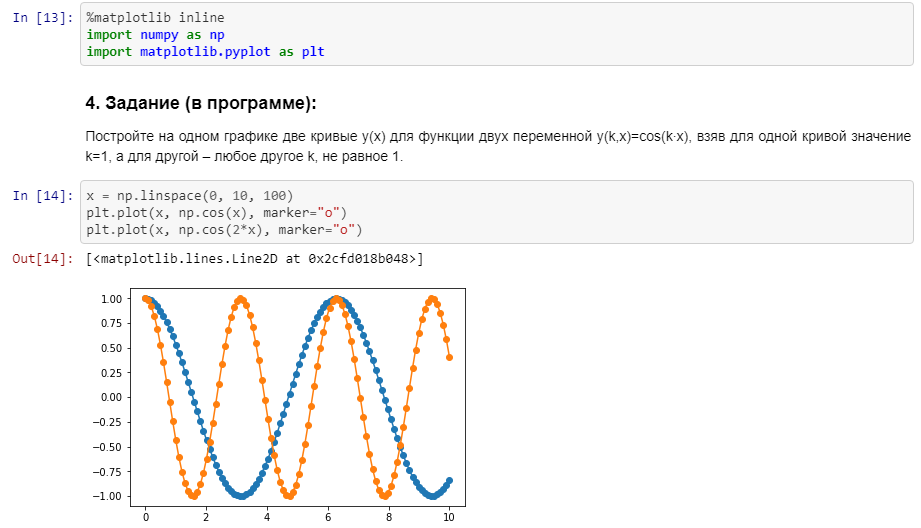 In [13]: %matplotlib inline
import numpy as np
import matplotlib.pyplot as plt
4. Задание (в программе):
Постройте на одном графике две кривые y(x) для функции двух переменной y(k,x)=cos(k·x), взяв для одной кривой значение
k=1, а для другой – любое другое k, не равное 1.
In [14]: x = np.linspace(0, 10, 100)
plt.plot(x, np.cos(x), marker="o")
plt.plot(x, np.cos(2*x), marker="o")
Out[14]: [<matplotlib.lines.Line2D at 0x2cfd018b048>]
1.00
0.75
0.50
0.25
0.00
−0.25
−0.50
−0.75
−1.00
0 2 4 6 8 10